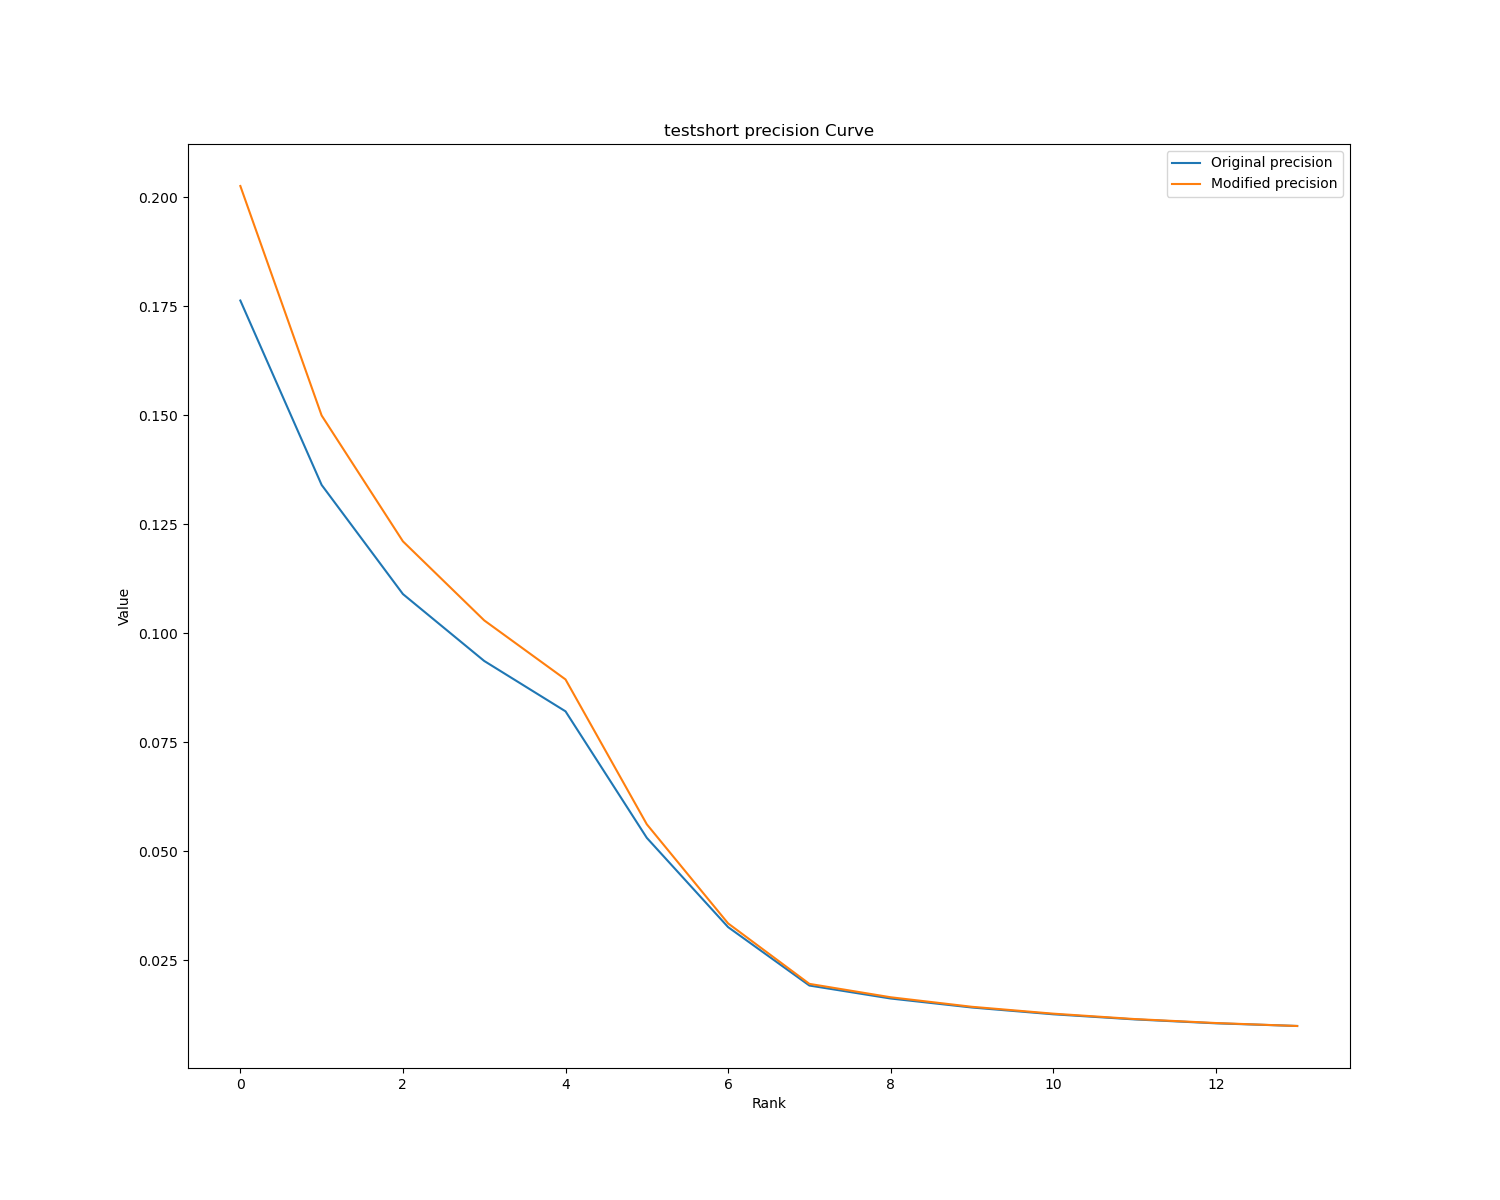 testshort precision Curve
Original precision
Modified precision
0.200
0.175
0.150
0.125
0.100
0.075
0.050
0.025
Value
0 2 4 6 8 10 12
Rank